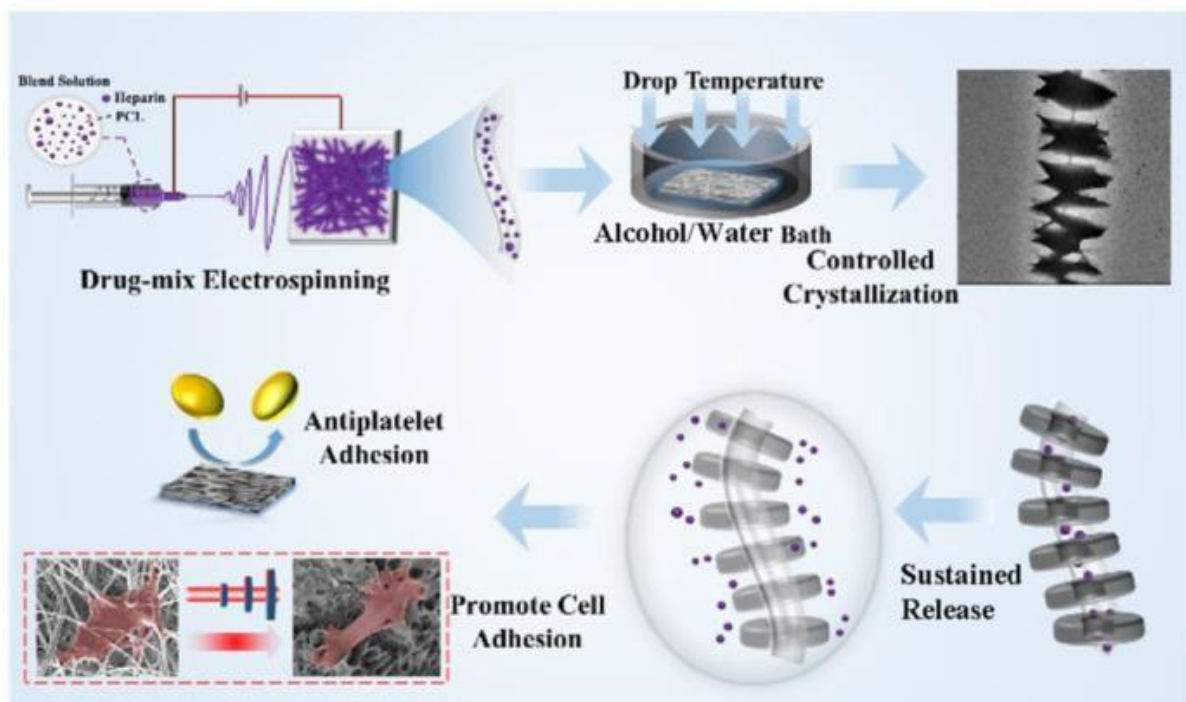 Blend Solution
Heparin
PCL
Drug-mix Electrospinning
Drop Temperature
Alcohol/Water Bath
Controlled
Crystallization
Antiplatelet
Adhesion
Promote Cell
Adhesion
Sustained
Release